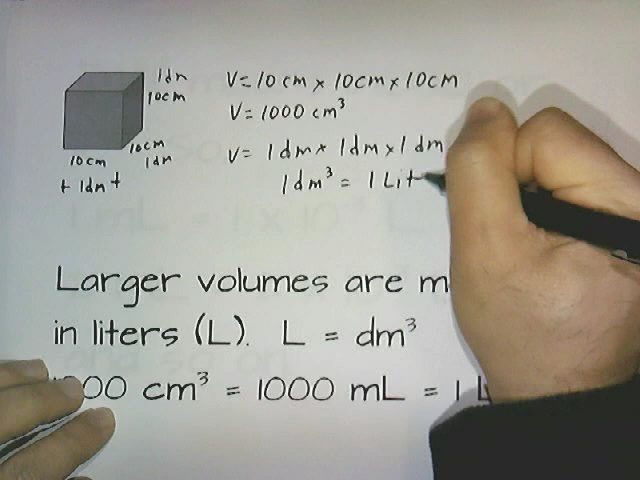 1dm
10cm
10cm
10cm
1dm
1dm
V = 10 cm x 10cm x 10cm
V = 1000 cm³
V = 1dm x 1dm x 1dm
1dm³ = 1 Lit
Larger volumes are m
in liters (L). L = dm³
000 cm³ = 1000 mL = 1 L